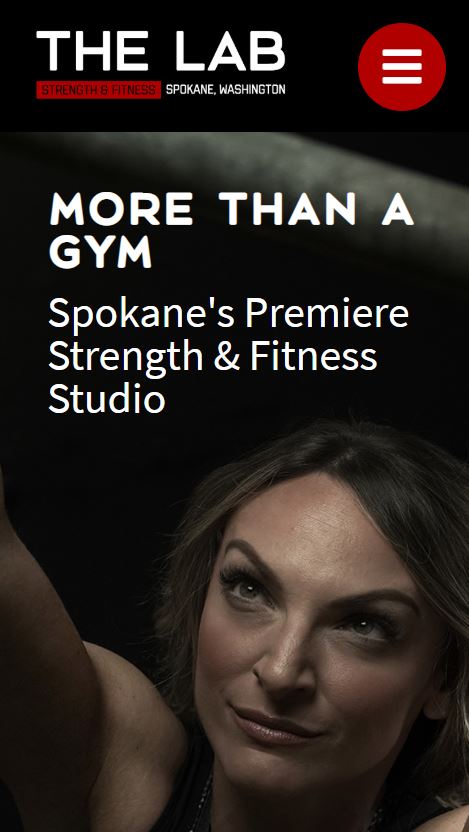 THE LAB
STRENGTH & FITNESS SPOKANE, WASHINGTON
MORE THAN A
GYM
Spokane's Premiere
Strength & Fitness
Studio